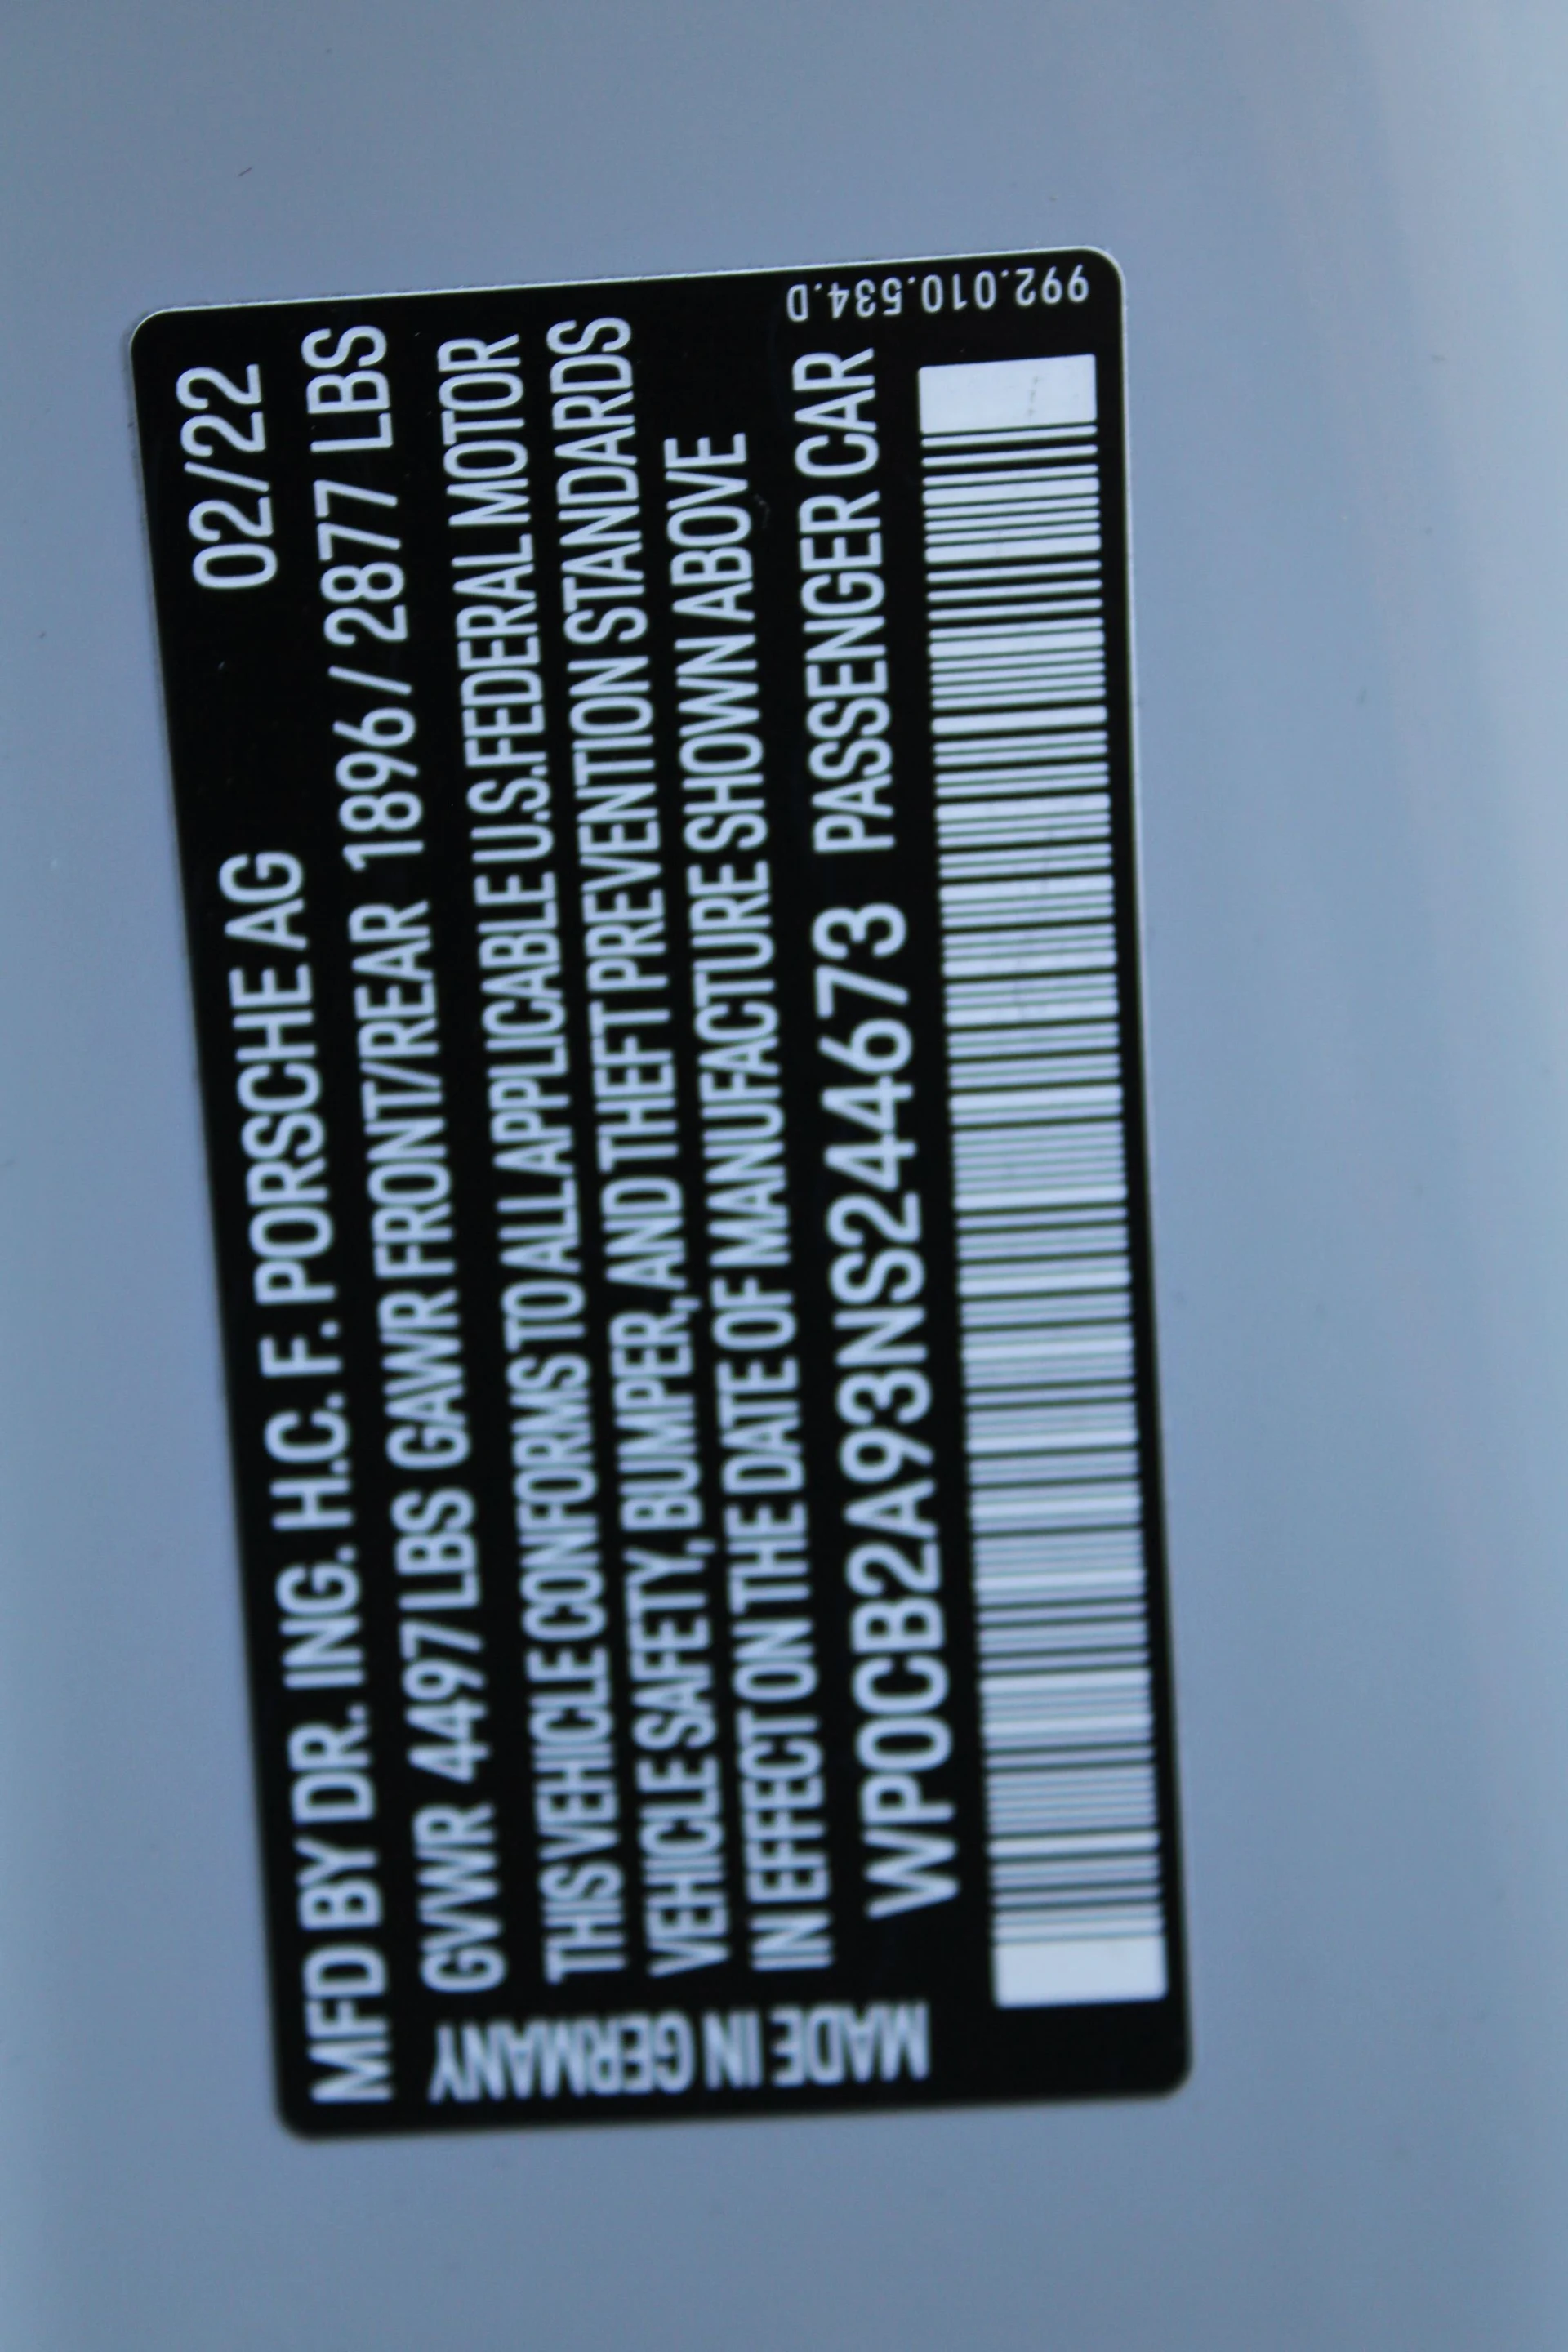 MFD BY DR. ING. H.C. F. PORSCHE AG 02/22
GVWR 4497 LBS GAWR FRONT/REAR 1896 / 2877 LBS
THIS VEHICLE CONFORMS TO ALL APPLICABLE U.S. FEDERAL MOTOR
VEHICLE SAFETY, BUMPER, AND THEFT PREVENTION STANDARDS
IN EFFECT ON THE DATE OF MANUFACTURE SHOWN ABOVE
WP0CB2A93NS244673 PASSENGER CAR
MADE IN GERMANY
992.010.534.D